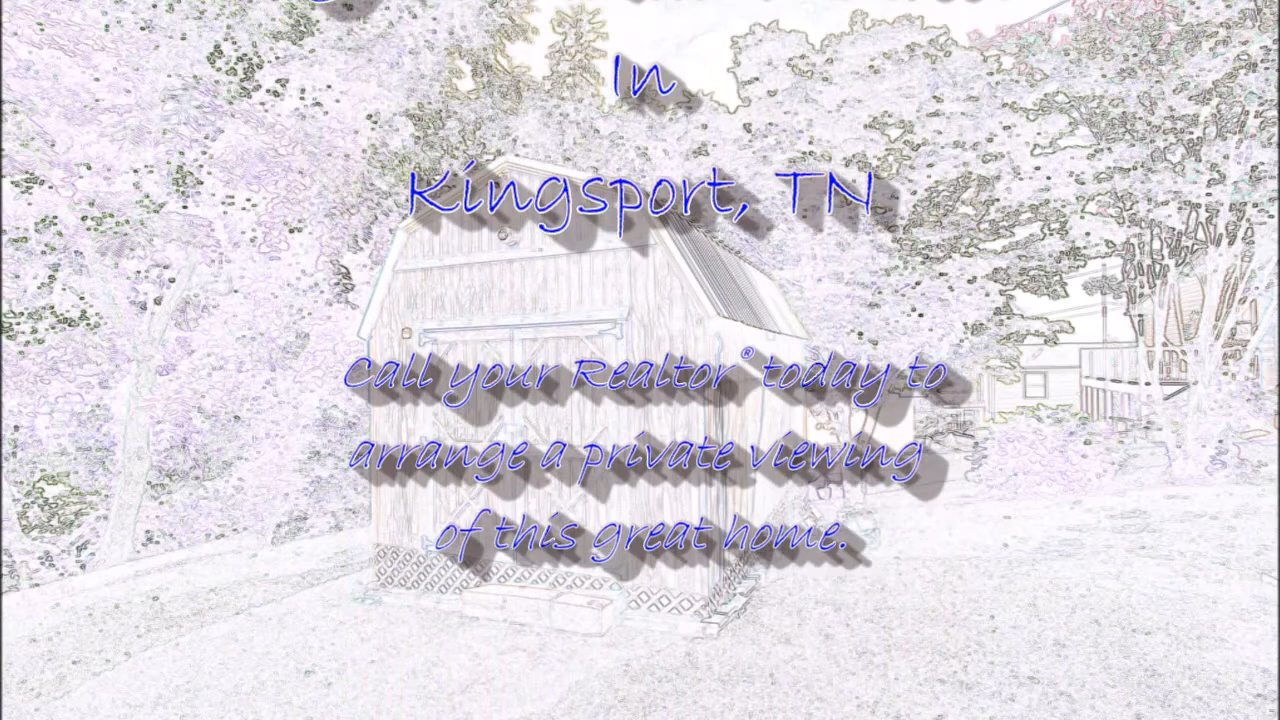 In
Kingsport, TN
Call your Realtor® today to
arrange a private viewing
of this great home.